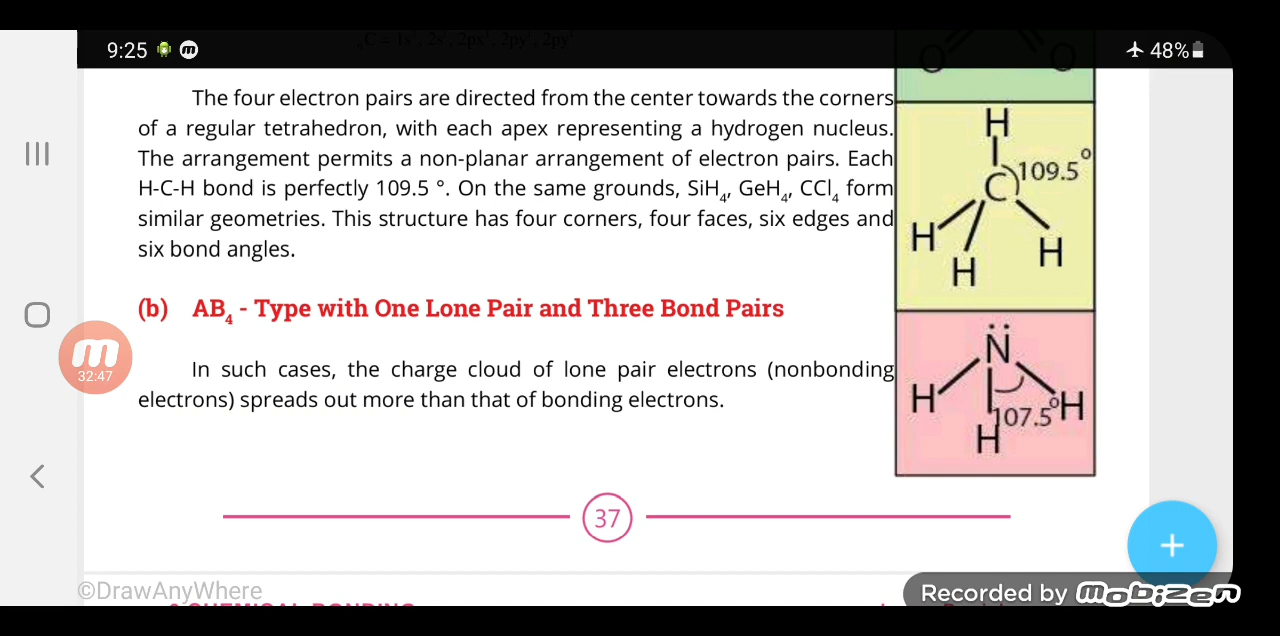 9:25
48%
The four electron pairs are directed from the center towards the corners
of a regular tetrahedron, with each apex representing a hydrogen nucleus.
The arrangement permits a non-planar arrangement of electron pairs. Each
H-C-H bond is perfectly 109.5 °. On the same grounds, SiH₄, GeH₄, CCl₄ form
similar geometries. This structure has four corners, four faces, six edges and
six bond angles.
(b) AB₄ - Type with One Lone Pair and Three Bond Pairs
In such cases, the charge cloud of lone pair electrons (nonbonding
electrons) spreads out more than that of bonding electrons.
37
O O
H
109.5°
C
H
H
H
N
H
107.5°
H
H
m
32:47
+
©DrawAnyWhere
Recorded by Mobizen